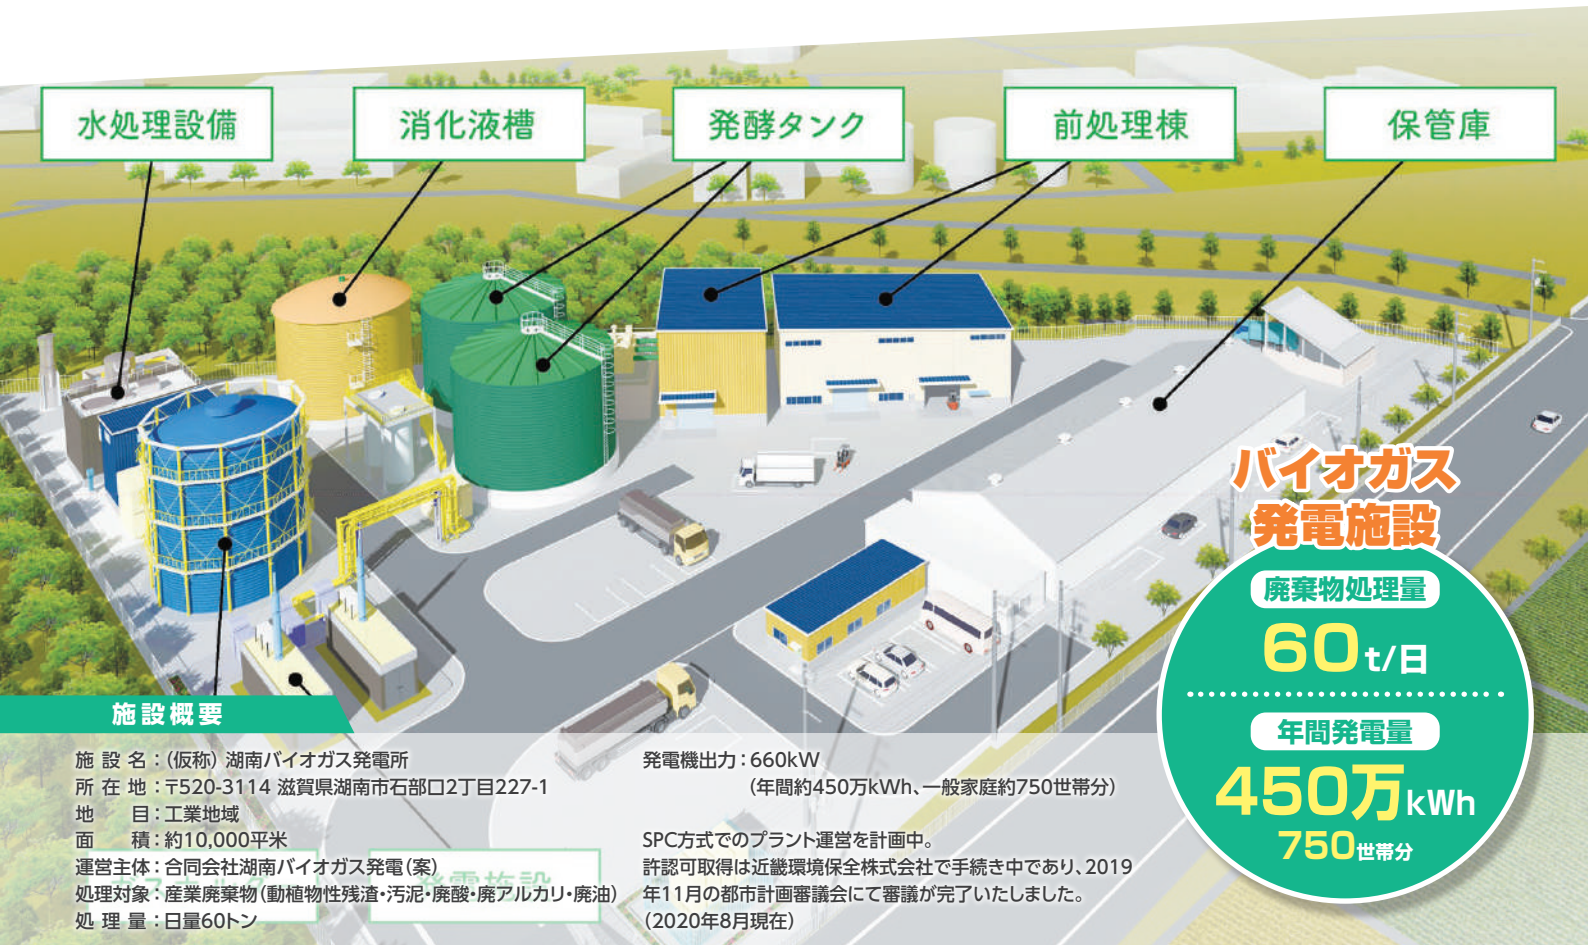 水処理設備
消化液槽
発酵タンク
前処理棟
保管庫
バイオガス
発電施設
廃棄物処理量
60t/日
年間発電量
450万kWh
750世帯分
施設概要
施設名：（仮称）湖南バイオガス発電所
所在地：〒520-3114 滋賀県湖南市石部口2丁目227-1
地目：工業地域
面積：約10,000平米
運営主体：合同会社湖南バイオガス発電（案）
処理対象：産業廃棄物（動植物性残渣・汚泥・廃酸・廃アルカリ・廃油）
処理量：日量60トン
発電機出力：660kW
（年間約450万kWh、一般家庭約750世帯分）
SPC方式でのプラント運営を計画中。
許認可取得は近畿環境保全株式会社で手続き中であり、2019
年11月の都市計画審議会にて審議が完了いたしました。
（2020年8月現在）
発電施設